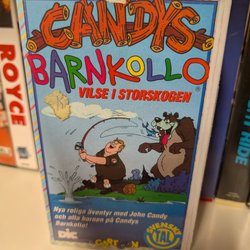 CANDYS
BARNKOLLO
VILSE I STORSKOGEN
Nya roliga äventyr med John Candy
och alla barnen på Candys
Barnkollo!
DIC
SVENSKT
TAL
ROYCE